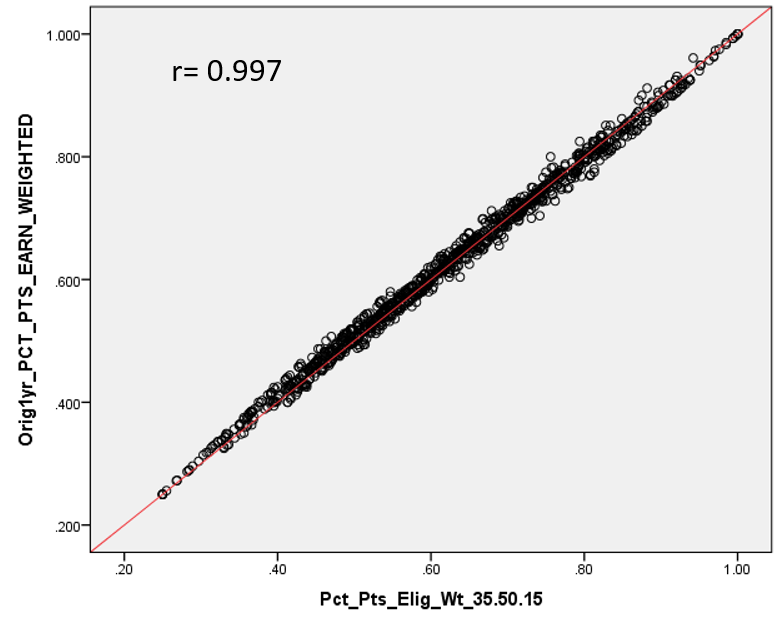 r= 0.997
Orig1yr_PCT_PTS_EARN_WEIGHTED
1.000
.800
.600
.400
.200
.20 .40 .60 .80 1.00
Pct_Pts_Elig_Wt_35.50.15